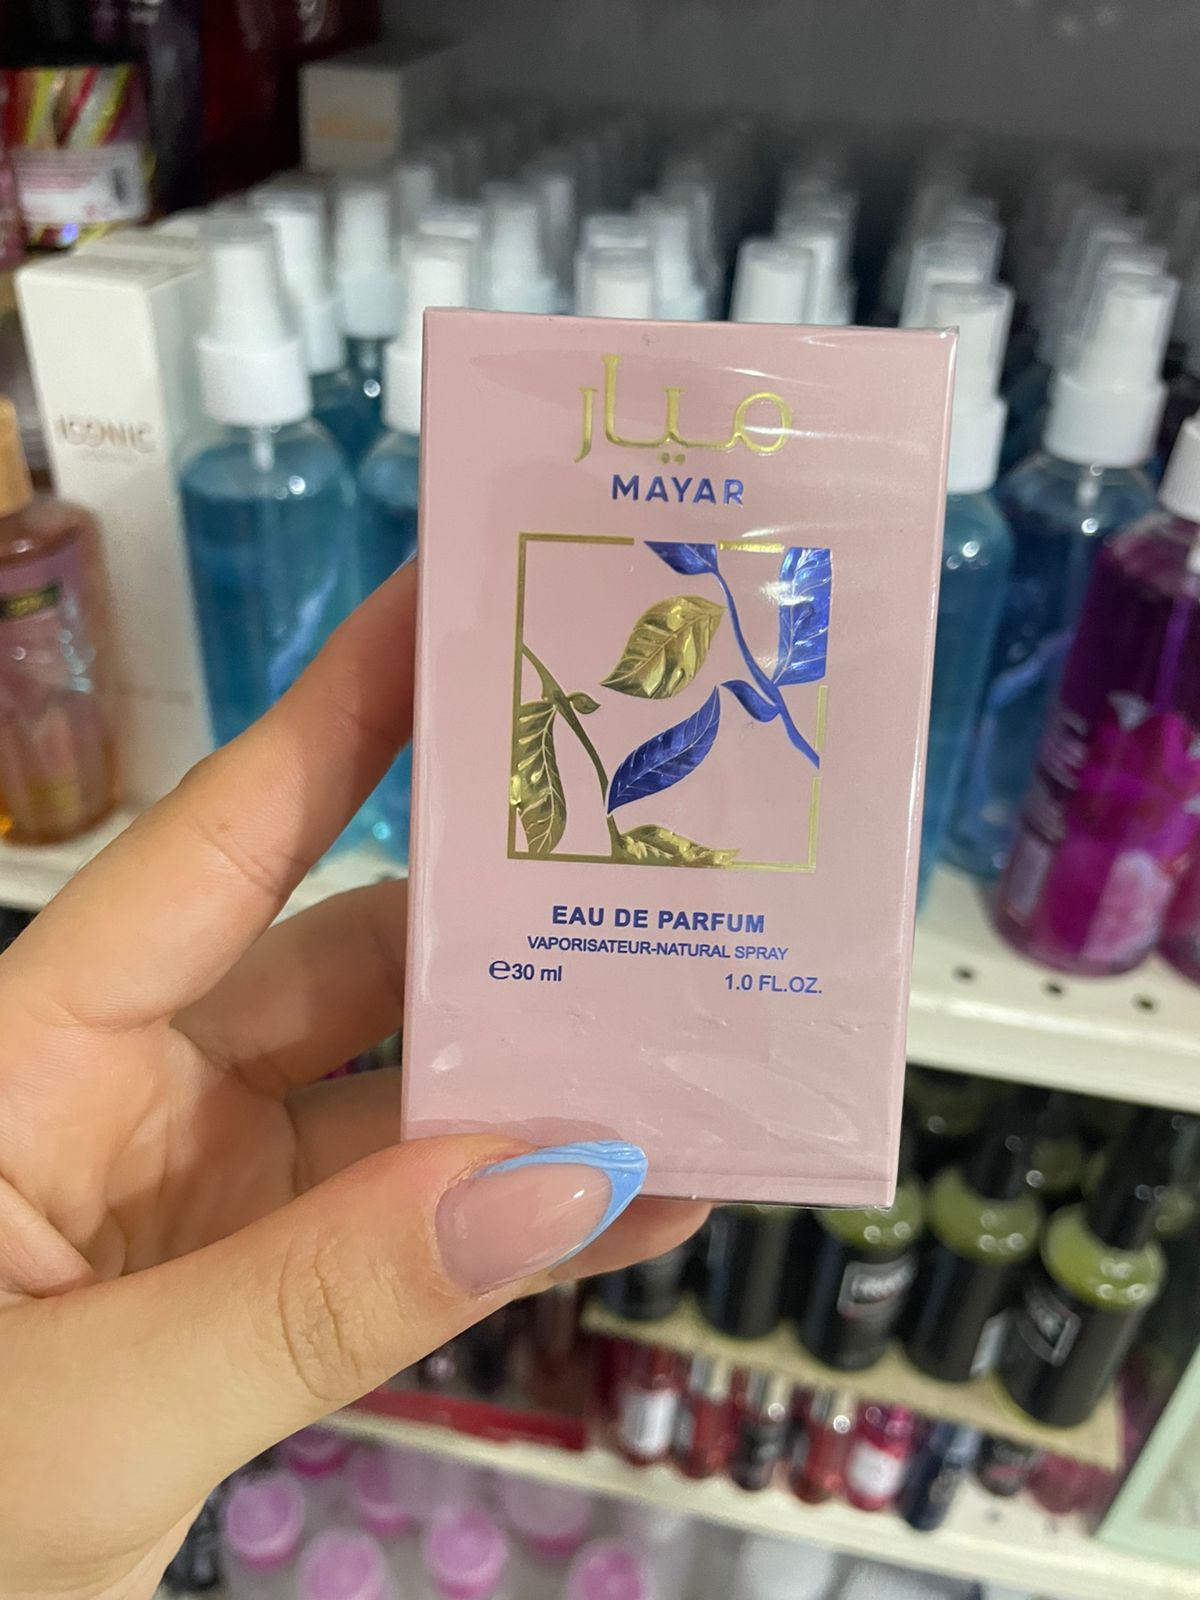 ميار
MAYAR
EAU DE PARFUM
VAPORISATEUR-NATURAL SPRAY
℮30 ml 1.0 FL.OZ.
ICONIC